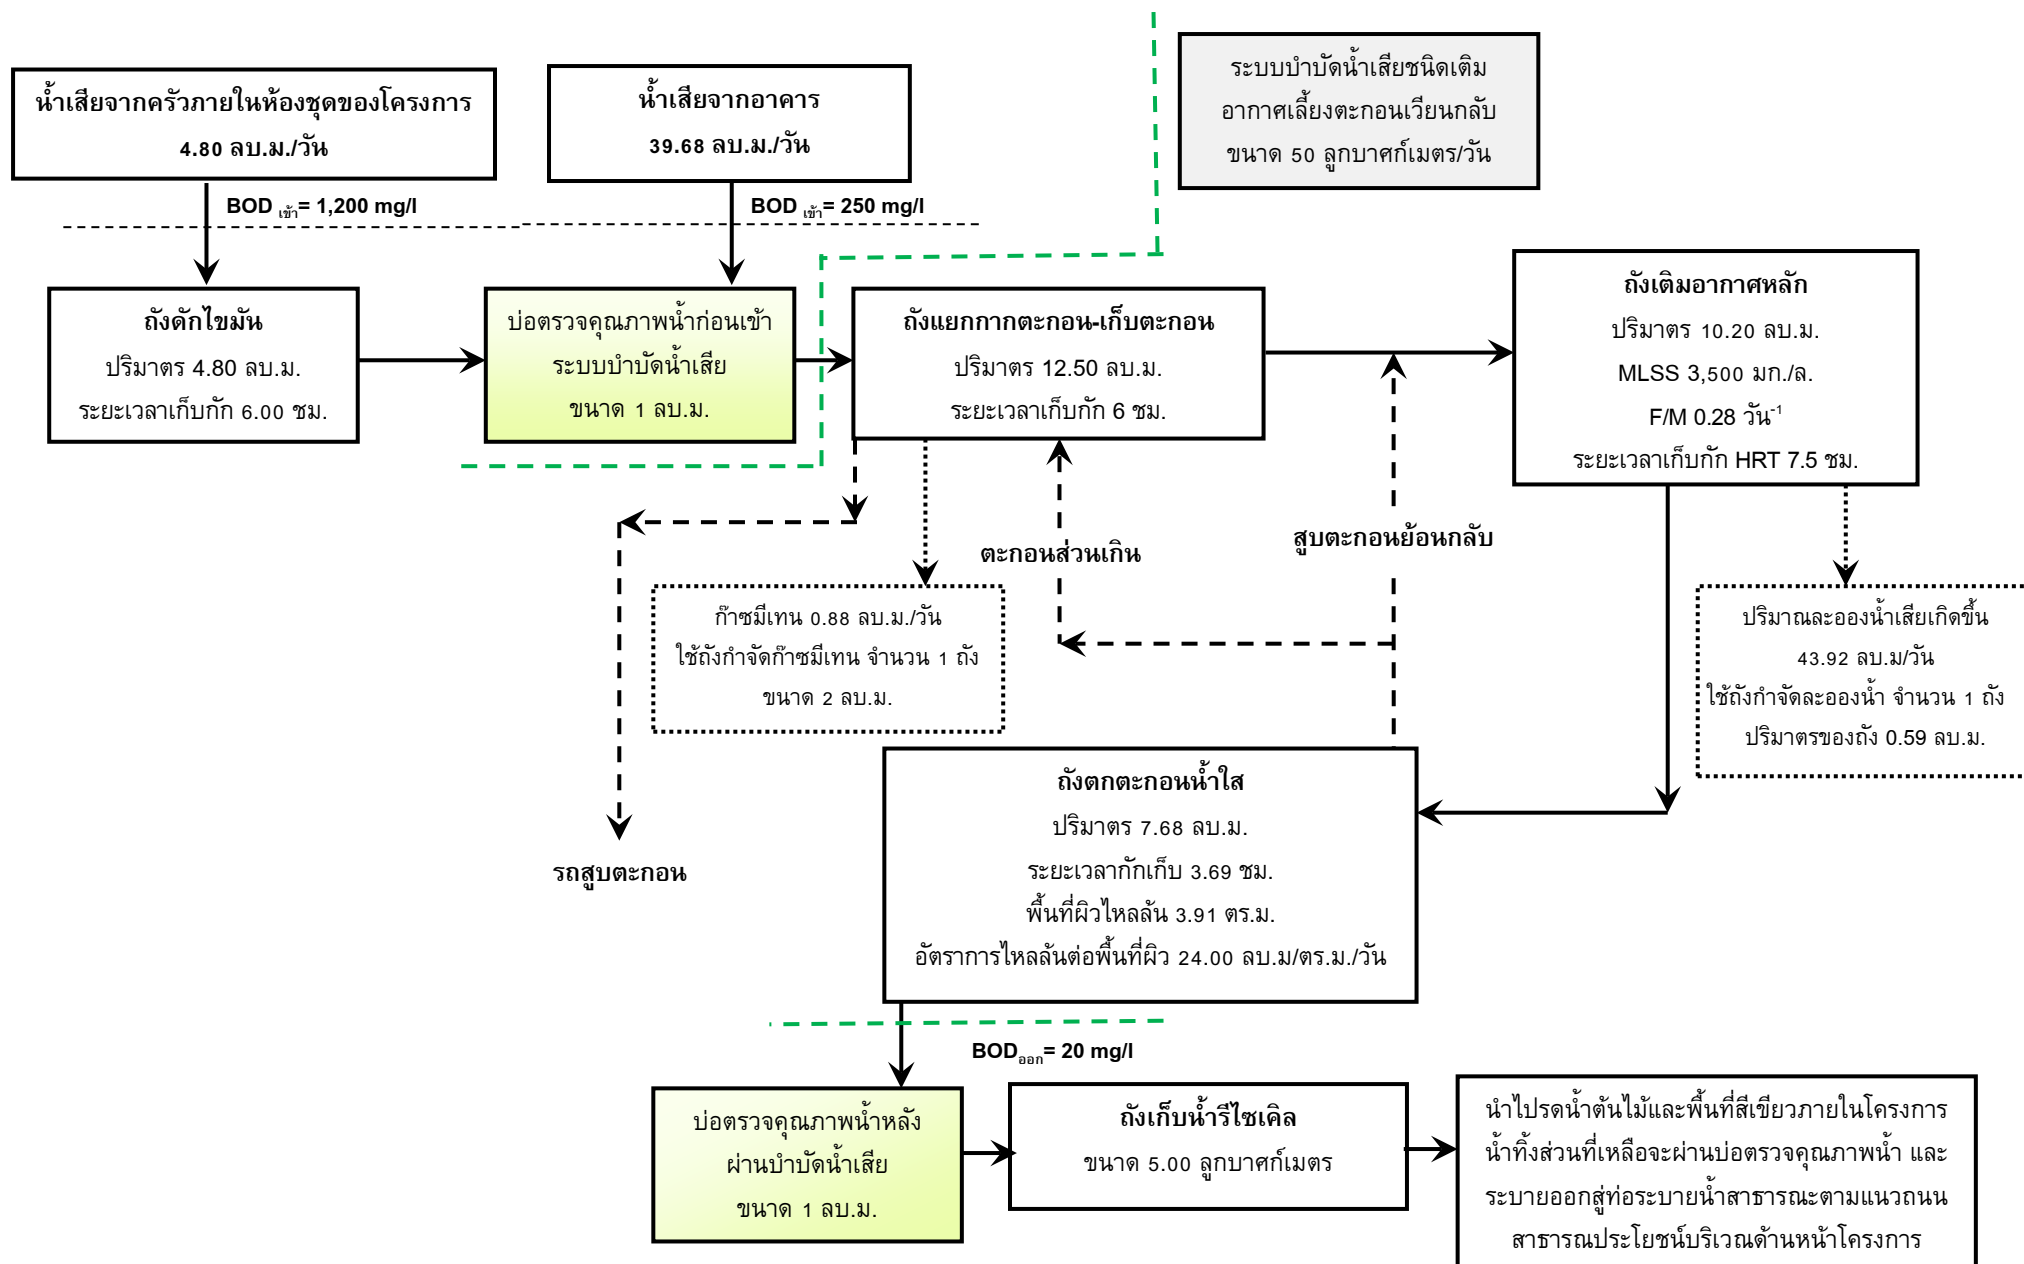 น้ำเสียจากครัวภายในห้องชุดของโครงการ
4.80 ลบ.ม./วัน
น้ำเสียจากอาคาร
39.68 ลบ.ม./วัน
ระบบบำบัดน้ำเสียชนิดเติม
อากาศเลี้ยงตะกอนเวียนกลับ
ขนาด 50 ลูกบาศก์เมตร/วัน
BOD เข้า= 1,200 mg/l
BOD เข้า= 250 mg/l
ถังดักไขมัน
ปริมาตร 4.80 ลบ.ม.
ระยะเวลาเก็บกัก 6.00 ชม.
บ่อตรวจคุณภาพน้ำก่อนเข้า
ระบบบำบัดน้ำเสีย
ขนาด 1 ลบ.ม.
ถังแยกกากตะกอน-เก็บตะกอน
ปริมาตร 12.50 ลบ.ม.
ระยะเวลาเก็บกัก 6 ชม.
ถังเติมอากาศหลัก
ปริมาตร 10.20 ลบ.ม.
MLSS 3,500 มก./ล.
F/M 0.28 วัน-1
ระยะเวลาเก็บกัก HRT 7.5 ชม.
ตะกอนส่วนเกิน
สูบตะกอนย้อนกลับ
ก๊าซมีเทน 0.88 ลบ.ม./วัน
ใช้ถังกำจัดก๊าซมีเทน จำนวน 1 ถัง
ขนาด 2 ลบ.ม.
ปริมาณละอองน้ำเสียเกิดขึ้น
43.92 ลบ.ม/วัน
ใช้ถังกำจัดละอองน้ำ จำนวน 1 ถัง
ปริมาตรของถัง 0.59 ลบ.ม.
รถสูบตะกอน
ถังตกตะกอนน้ำใส
ปริมาตร 7.68 ลบ.ม.
ระยะเวลากักเก็บ 3.69 ชม.
พื้นที่ผิวไหลล้น 3.91 ตร.ม.
อัตราการไหลล้นต่อพื้นที่ผิว 24.00 ลบ.ม/ตร.ม./วัน
BODออก= 20 mg/l
บ่อตรวจคุณภาพน้ำหลัง
ผ่านบำบัดน้ำเสีย
ขนาด 1 ลบ.ม.
ถังเก็บน้ำรีไซเคิล
ขนาด 5.00 ลูกบาศก์เมตร
นำไปรดน้ำต้นไม้และพื้นที่สีเขียวภายในโครงการ
น้ำทิ้งส่วนที่เหลือจะผ่านบ่อตรวจคุณภาพน้ำ และ
ระบายออกสู่ท่อระบายน้ำสาธารณะตามแนวถนน
สาธารณประโยชน์บริเวณด้านหน้าโครงการ